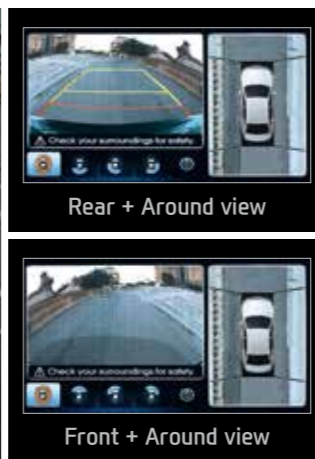 Check your surroundings for safety.
Rear + Around view
Check your surroundings for safety.
Front + Around view